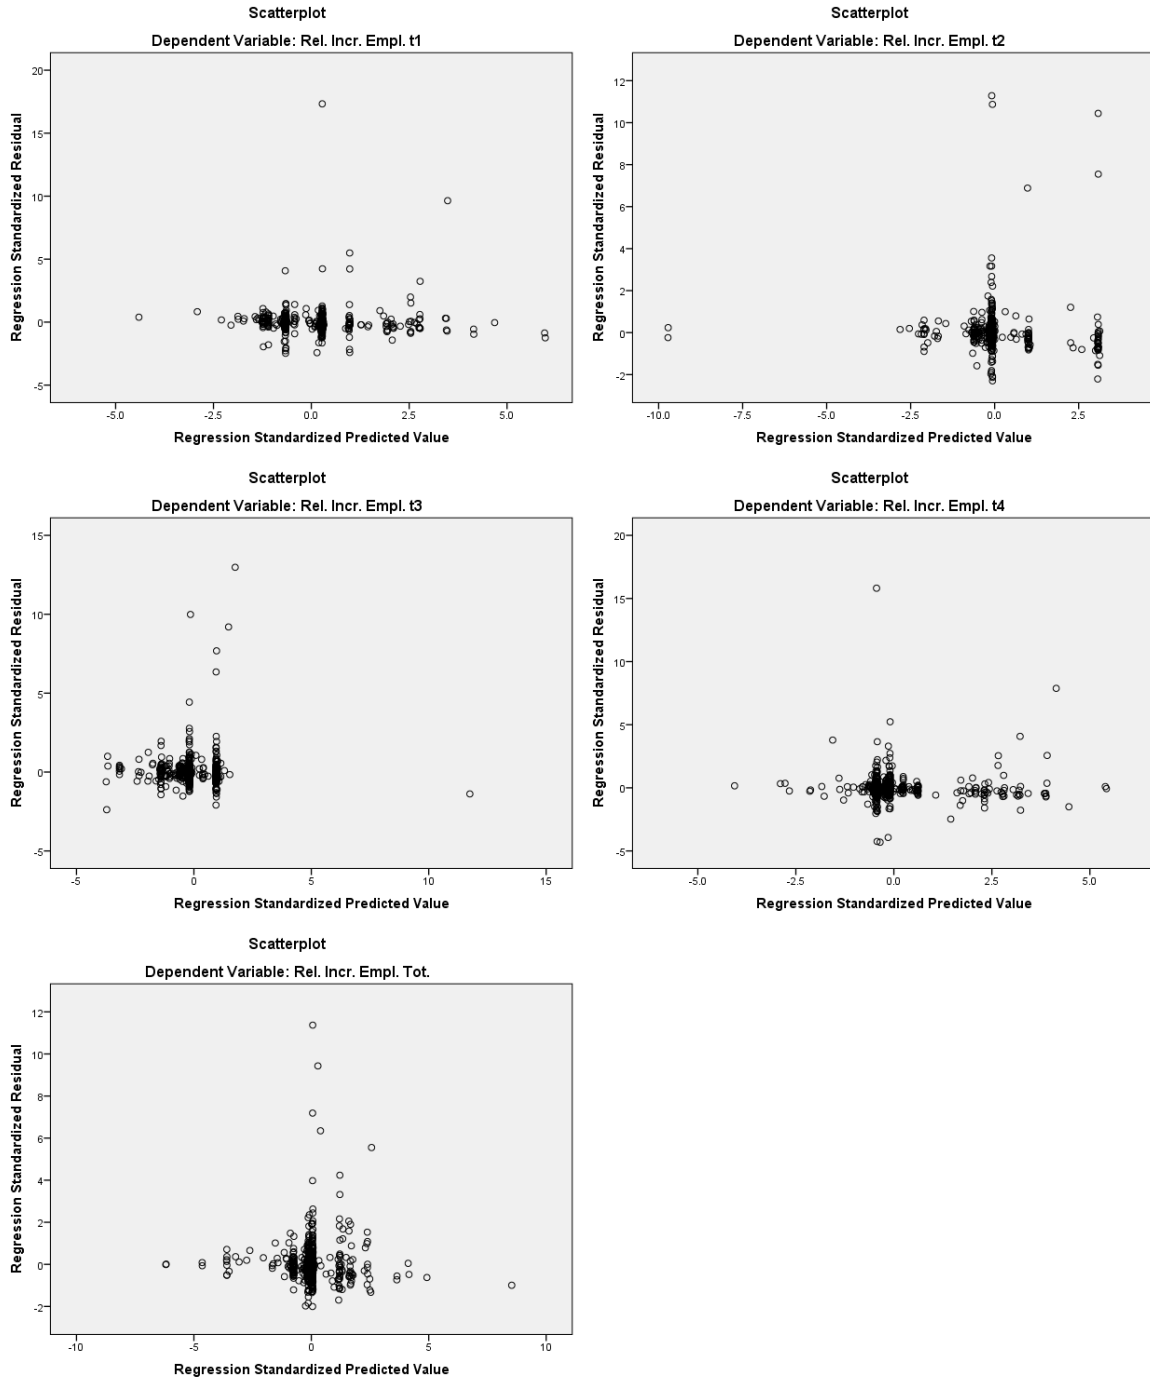 Scatterplot
Dependent Variable: Rel. Incr. Empl. t1
Regression Standardized Residual
20
15
10
5
0
-5
-5.0 -2.5 0.0 2.5 5.0
Regression Standardized Predicted Value
Scatterplot
Dependent Variable: Rel. Incr. Empl. t2
Regression Standardized Residual
12
10
8
6
4
2
0
-2
-10.0 -7.5 -5.0 -2.5 0.0 2.5
Regression Standardized Predicted Value
Scatterplot
Dependent Variable: Rel. Incr. Empl. t3
Regression Standardized Residual
15
10
5
0
-5
-5 0 5 10 15
Regression Standardized Predicted Value
Scatterplot
Dependent Variable: Rel. Incr. Empl. t4
Regression Standardized Residual
20
15
10
5
0
-5
-5.0 -2.5 0.0 2.5 5.0
Regression Standardized Predicted Value
Scatterplot
Dependent Variable: Rel. Incr. Empl. Tot.
Regression Standardized Residual
12
10
8
6
4
2
0
-2
-10 -5 0 5 10
Regression Standardized Predicted Value